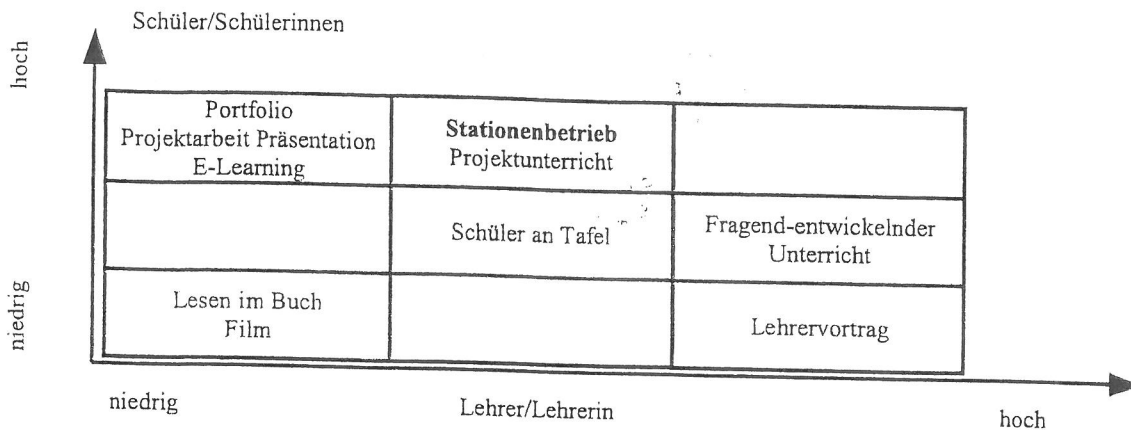 Schüler/Schülerinnen
hoch
Portfolio
Projektarbeit Präsentation
E-Learning
Stationenbetrieb
Projektunterricht
Schüler an Tafel
Fragend-entwickelnder
Unterricht
niedrig
Lesen im Buch
Film
Lehrervortrag
niedrig
Lehrer/Lehrerin
hoch